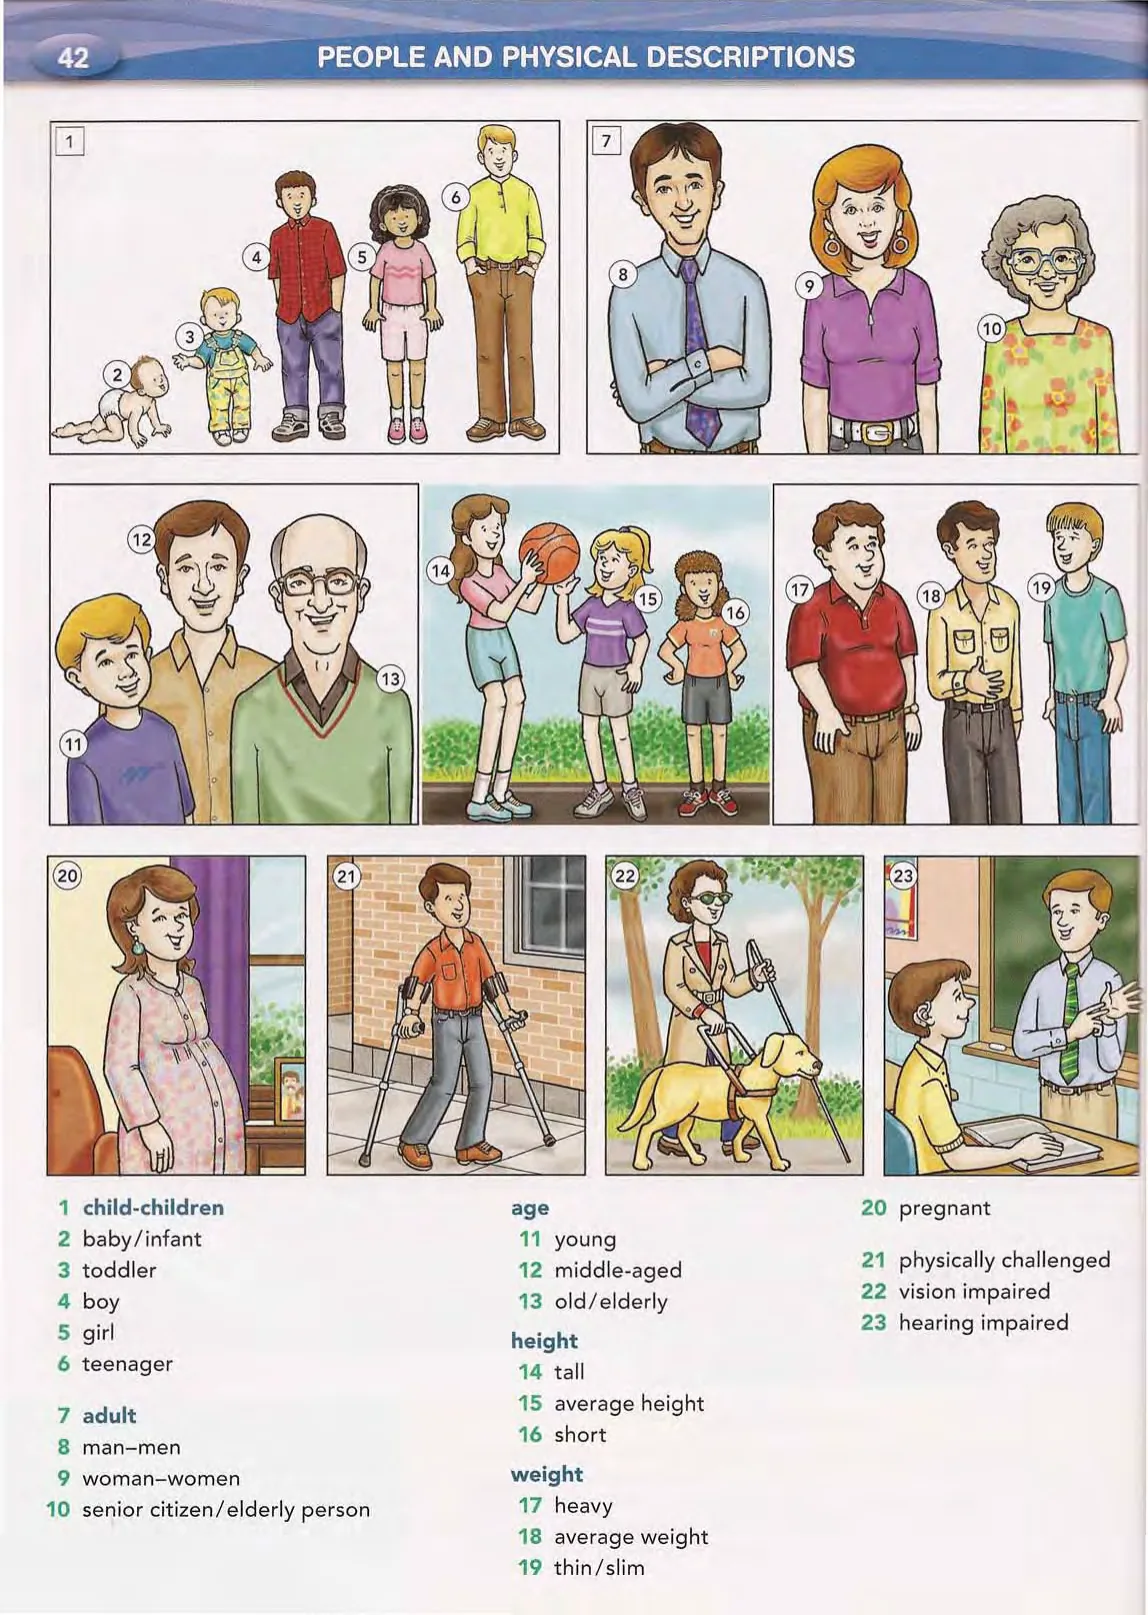 42
PEOPLE AND PHYSICAL DESCRIPTIONS
1
2
3
4
5
6
7
8
9
10
11
12
13
14
15
16
17
18
19
20
21
22
23
1 child-children
2 baby/infant
3 toddler
4 boy
5 girl
6 teenager
7 adult
8 man–men
9 woman–women
10 senior citizen/elderly person
age
11 young
12 middle-aged
13 old/elderly
height
14 tall
15 average height
16 short
weight
17 heavy
18 average weight
19 thin/slim
20 pregnant
21 physically challenged
22 vision impaired
23 hearing impaired